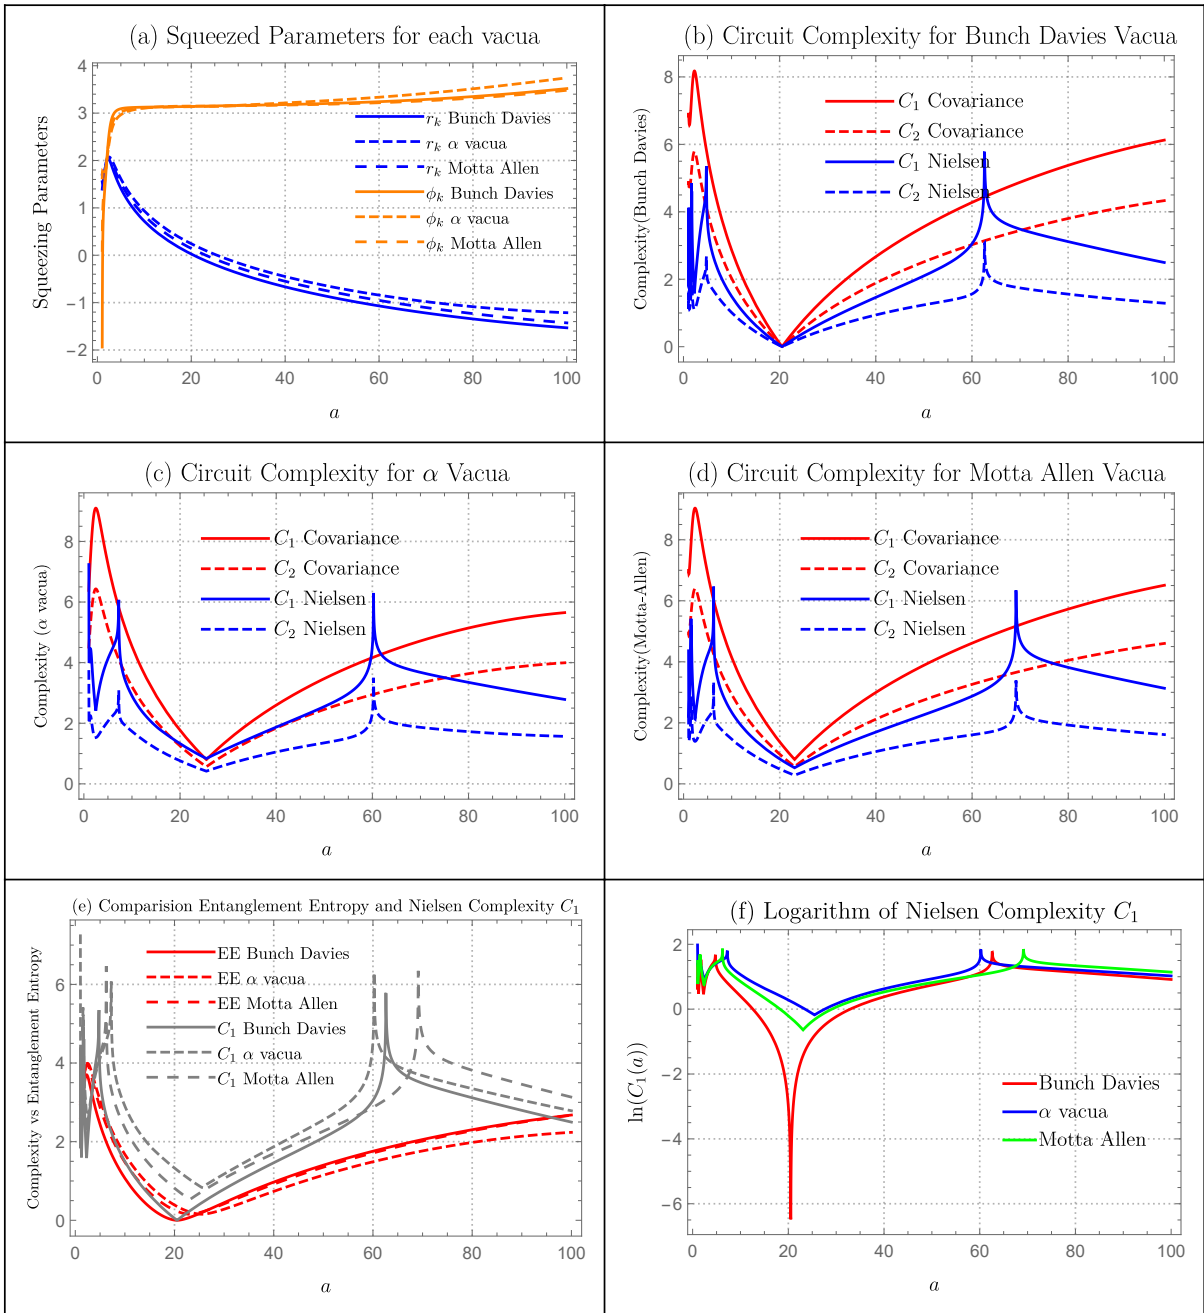 (a) Squeezed Parameters for each vacua
Squeezing Parameters
4
3
2
1
0
−1
−2
r_k Bunch Davies
r_k α vacua
r_k Motta Allen
ϕ_k Bunch Davies
ϕ_k α vacua
ϕ_k Motta Allen
0 20 40 60 80 100
a
(b) Circuit Complexity for Bunch Davies Vacua
Complexity(Bunch Davies)
8
6
4
2
0
C_1 Covariance
C_2 Covariance
C_1 Nielsen
C_2 Nielsen
0 20 40 60 80 100
a
(c) Circuit Complexity for α Vacua
Complexity (α vacua)
8
6
4
2
0
C_1 Covariance
C_2 Covariance
C_1 Nielsen
C_2 Nielsen
0 20 40 60 80 100
a
(d) Circuit Complexity for Motta Allen Vacua
Complexity(Motta-Allen)
8
6
4
2
0
C_1 Covariance
C_2 Covariance
C_1 Nielsen
C_2 Nielsen
0 20 40 60 80 100
a
(e) Comparision Entanglement Entropy and Nielsen Complexity C_1
Complexity vs Entanglement Entropy
6
4
2
0
EE Bunch Davies
EE α vacua
EE Motta Allen
C_1 Bunch Davies
C_1 α vacua
C_1 Motta Allen
0 20 40 60 80 100
a
(f) Logarithm of Nielsen Complexity C_1
ln(C_1(a))
2
0
−2
−4
−6
Bunch Davies
α vacua
Motta Allen
0 20 40 60 80 100
a